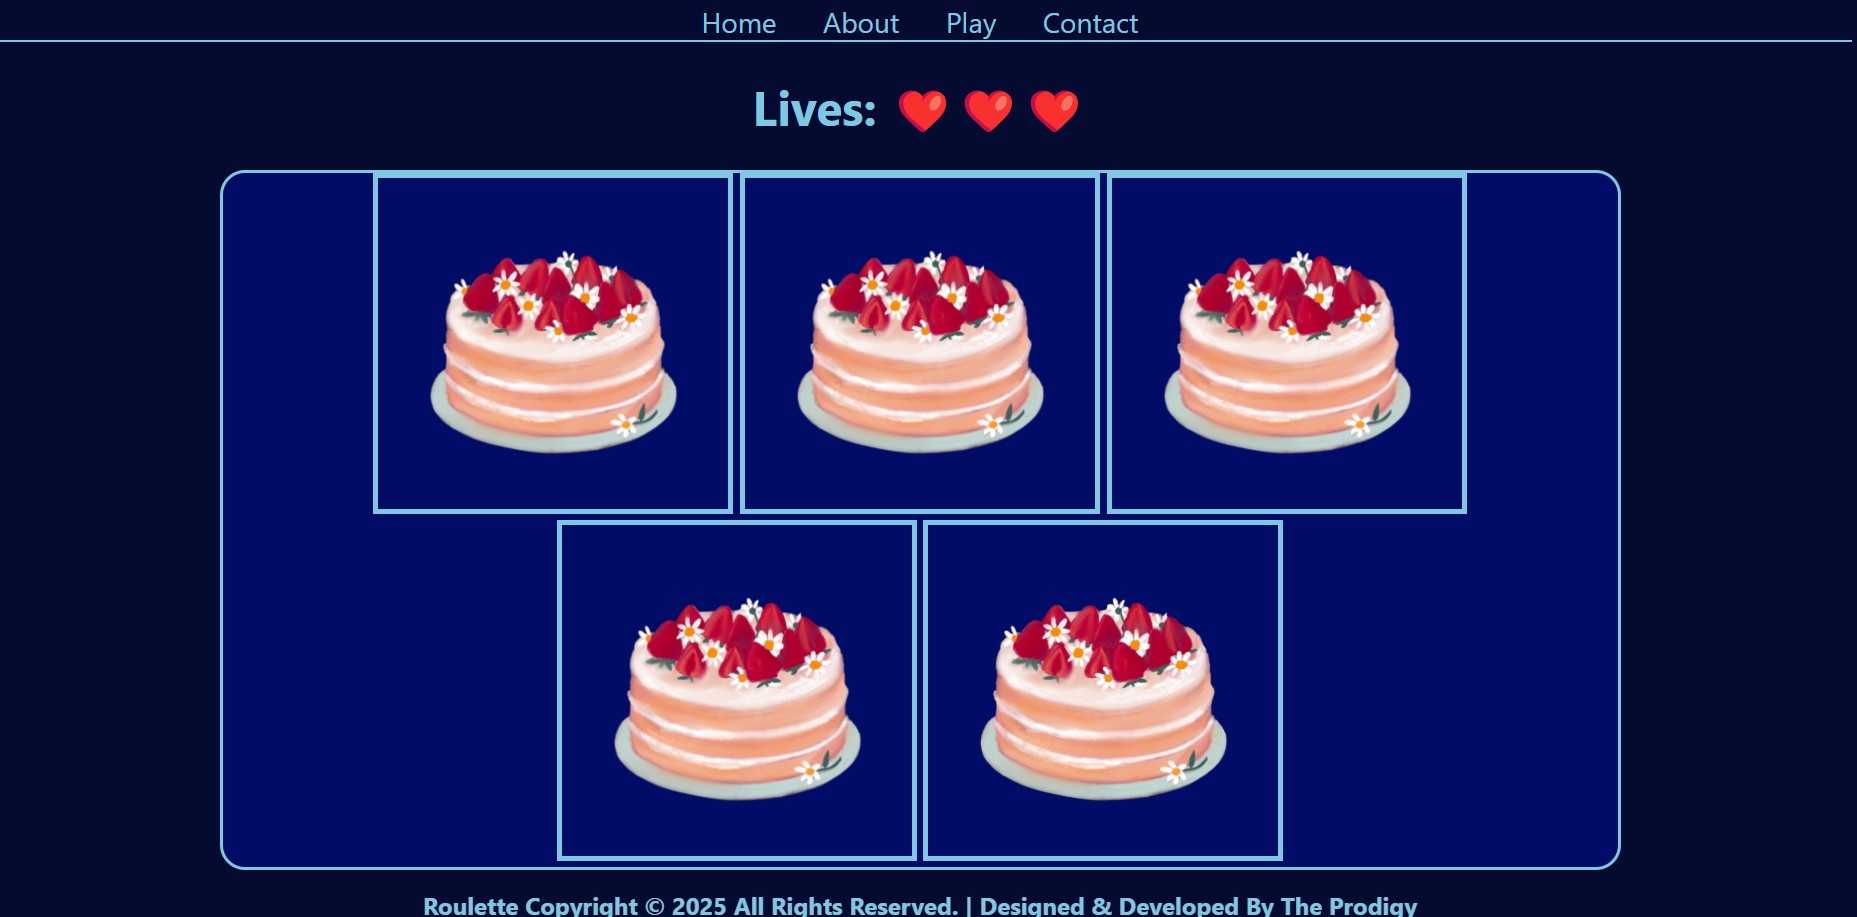 Home About Play Contact
Lives: ❤️ ❤️ ❤️
Roulette Copyright © 2025 All Rights Reserved. | Designed & Developed By The Prodigy